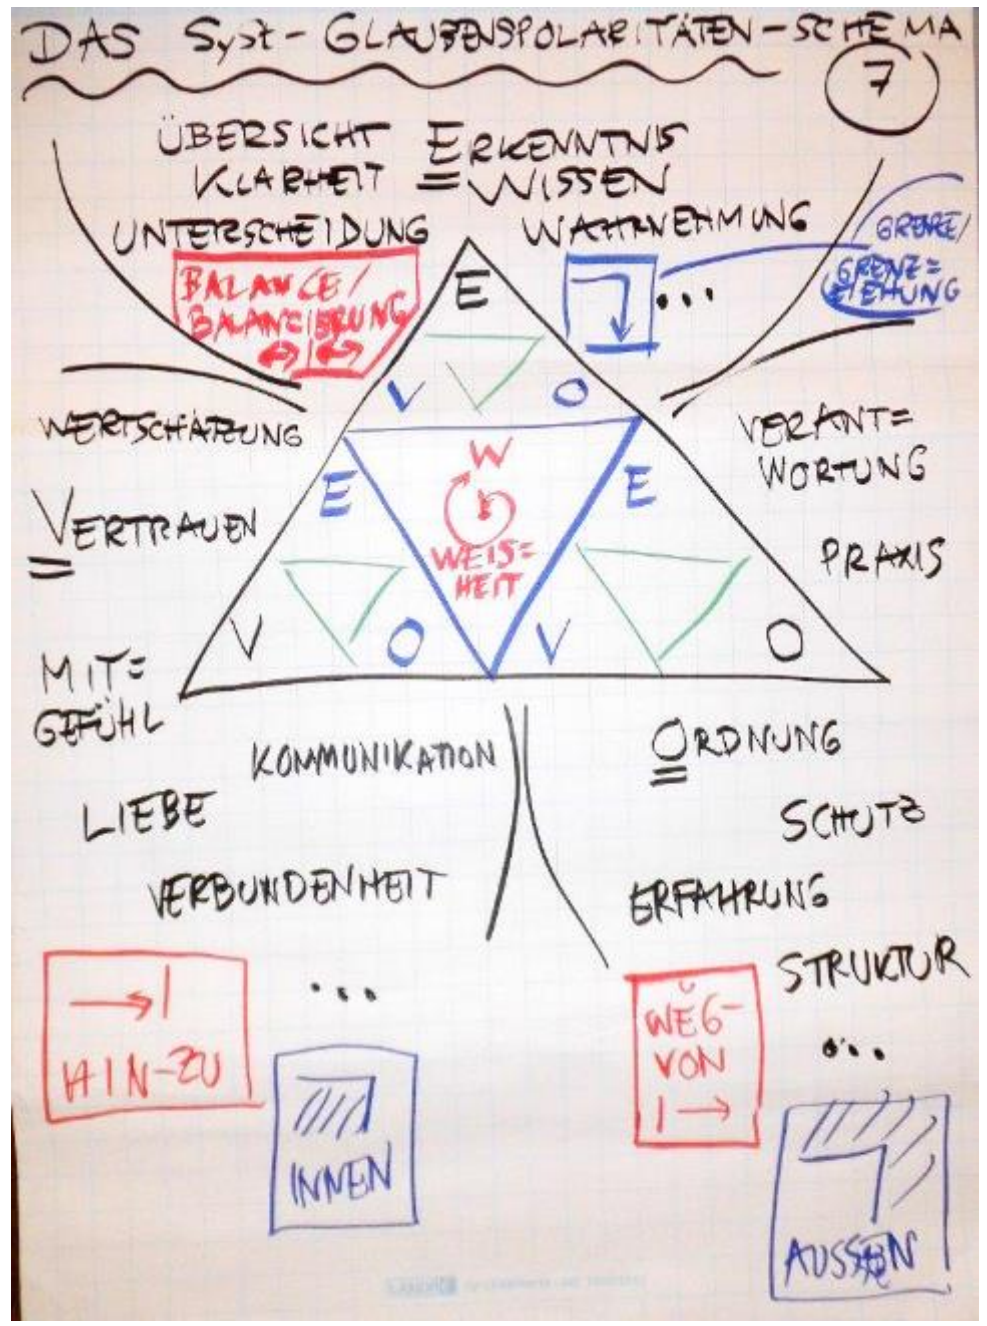 DAS SySt-GLAUBENSPOLARITÄTEN-SCHEMA
7
ÜBERSICHT
KLARHEIT
UNTERSCHEIDUNG
ERKENNTNIS
WISSEN
WAHRNEHMUNG
BALANCE/
BALANCIERUNG
...
GRENZE/
GRENZ=
ZIEHUNG
E
V
O
WERTSCHÄTZUNG
VERTRAUEN
MIT=
GEFÜHL
LIEBE
KOMMUNIKATION
VERBUNDENHEIT
...
W
WEIS=
HEIT
E
V
O
E
V
O
VERANT=
WORTUNG
PRAXIS
ORDNUNG
SCHUTZ
ERFAHRUNG
STRUKTUR
...
HIN-ZU
INNEN
WEG-
VON
AUSSEN